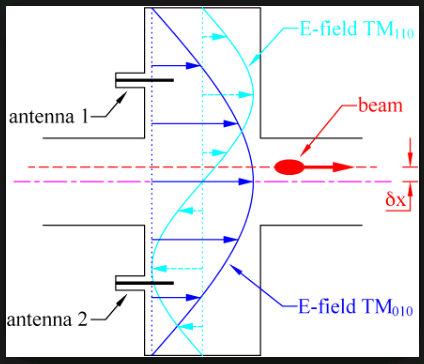 E-field TM110
antenna 1
beam
δx
antenna 2
E-field TM010